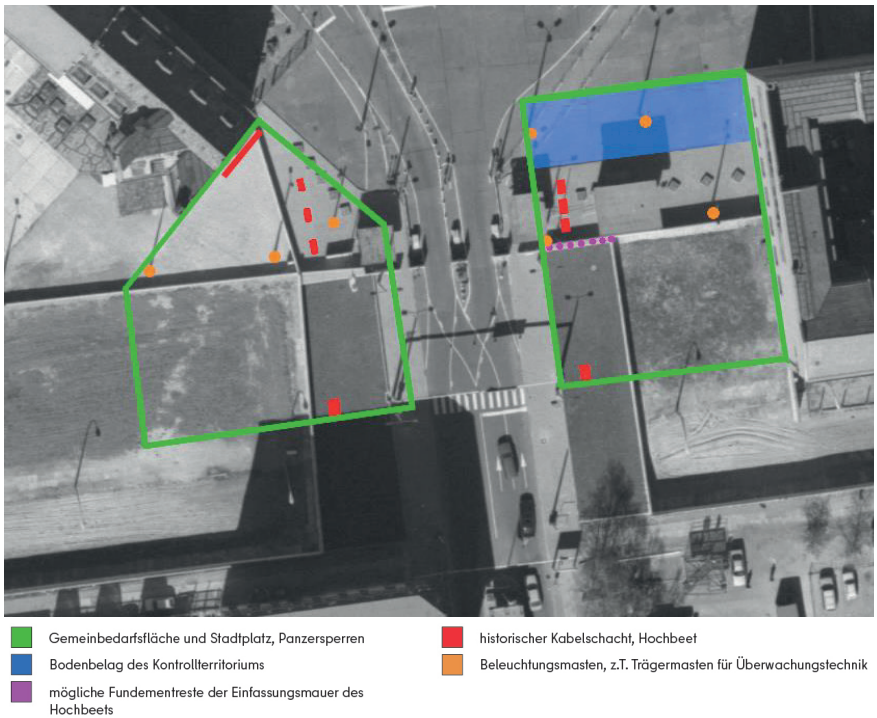 Gemeinbedarfsfläche und Stadtplatz, Panzersperren
Bodenbelag des Kontrollterritoriums
mögliche Fundementreste der Einfassungsmauer des
Hochbeets
historischer Kabelschacht, Hochbeet
Beleuchtungsmasten, z.T. Trägermasten für Überwachungstechnik